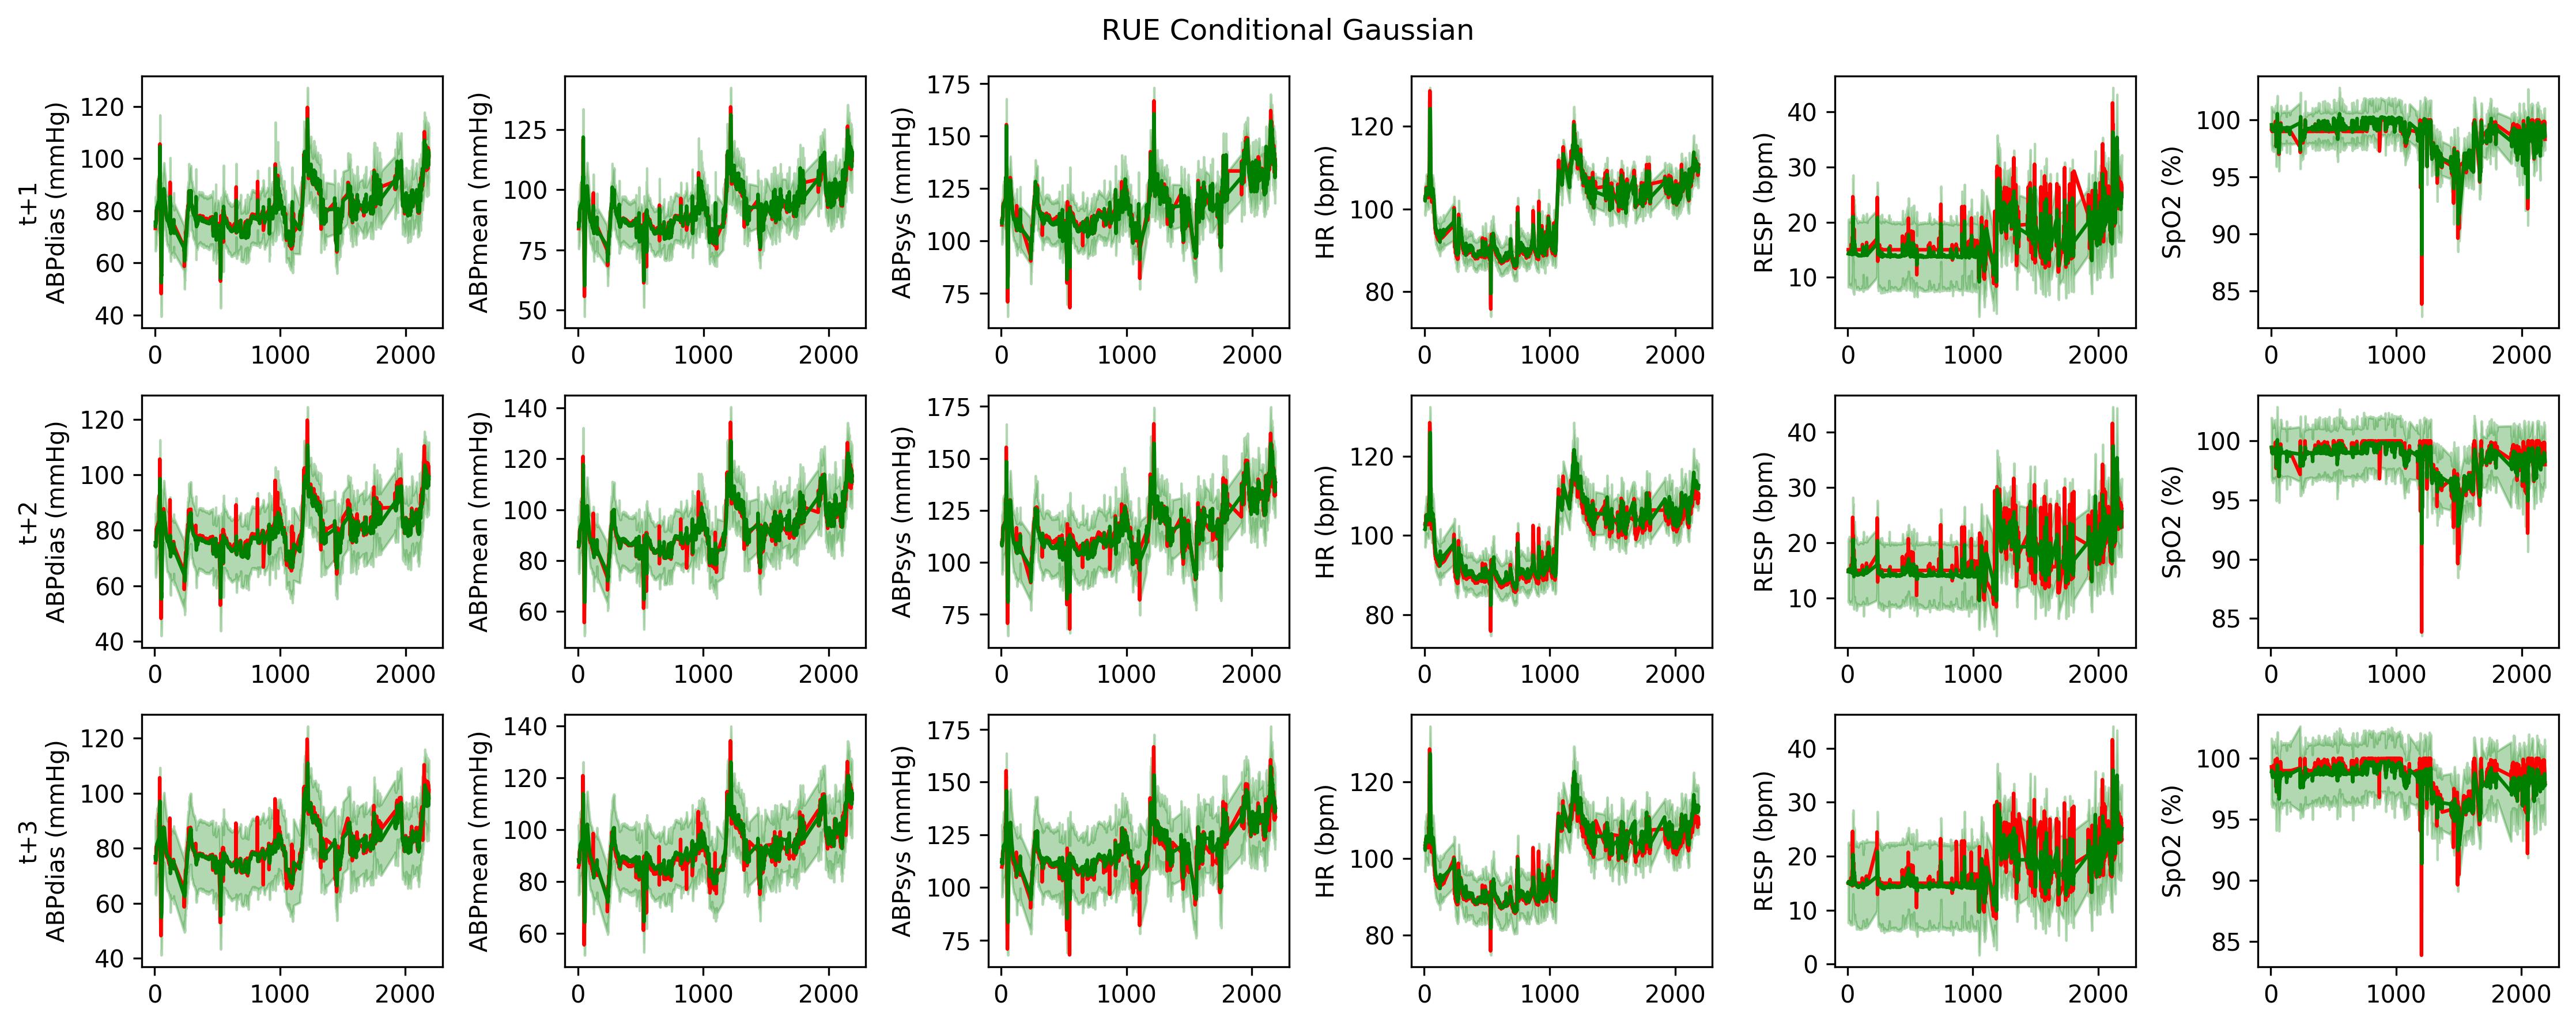 RUE Conditional Gaussian
t+1
ABPdias (mmHg)
120
100
80
60
40
0 1000 2000
ABPmean (mmHg)
125
100
75
50
0 1000 2000
ABPsys (mmHg)
175
150
125
100
75
0 1000 2000
HR (bpm)
120
100
80
0 1000 2000
RESP (bpm)
40
30
20
10
0 1000 2000
SpO2 (%)
100
95
90
85
0 1000 2000
t+2
ABPdias (mmHg)
120
100
80
60
40
0 1000 2000
ABPmean (mmHg)
140
120
100
80
60
0 1000 2000
ABPsys (mmHg)
175
150
125
100
75
0 1000 2000
HR (bpm)
120
100
80
0 1000 2000
RESP (bpm)
40
30
20
10
0 1000 2000
SpO2 (%)
100
95
90
85
0 1000 2000
t+3
ABPdias (mmHg)
120
100
80
60
40
0 1000 2000
ABPmean (mmHg)
140
120
100
80
60
0 1000 2000
ABPsys (mmHg)
175
150
125
100
75
0 1000 2000
HR (bpm)
120
100
80
0 1000 2000
RESP (bpm)
40
30
20
10
0
0 1000 2000
SpO2 (%)
100
95
90
85
0 1000 2000